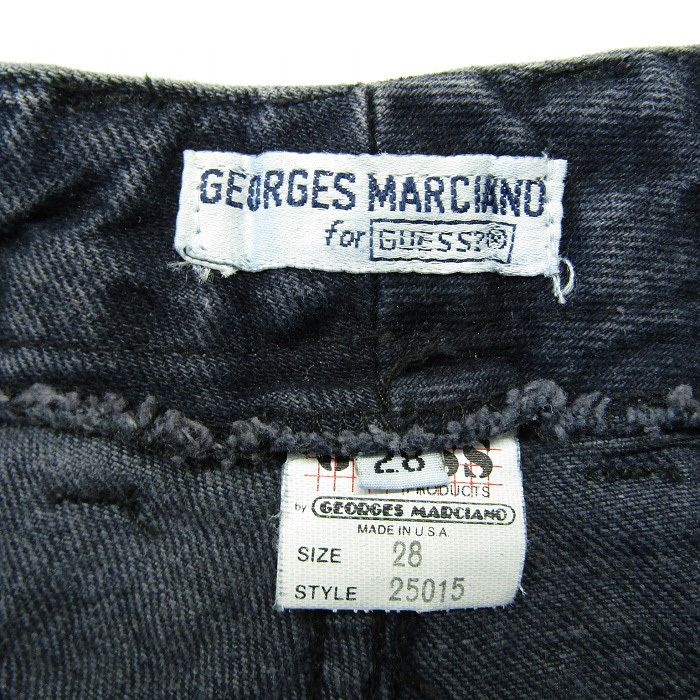 GEORGES MARCIANO
for GUESS?®
28
PRODUCTS
by GEORGES MARCIANO
MADE IN U.S.A.
SIZE 28
STYLE 25015